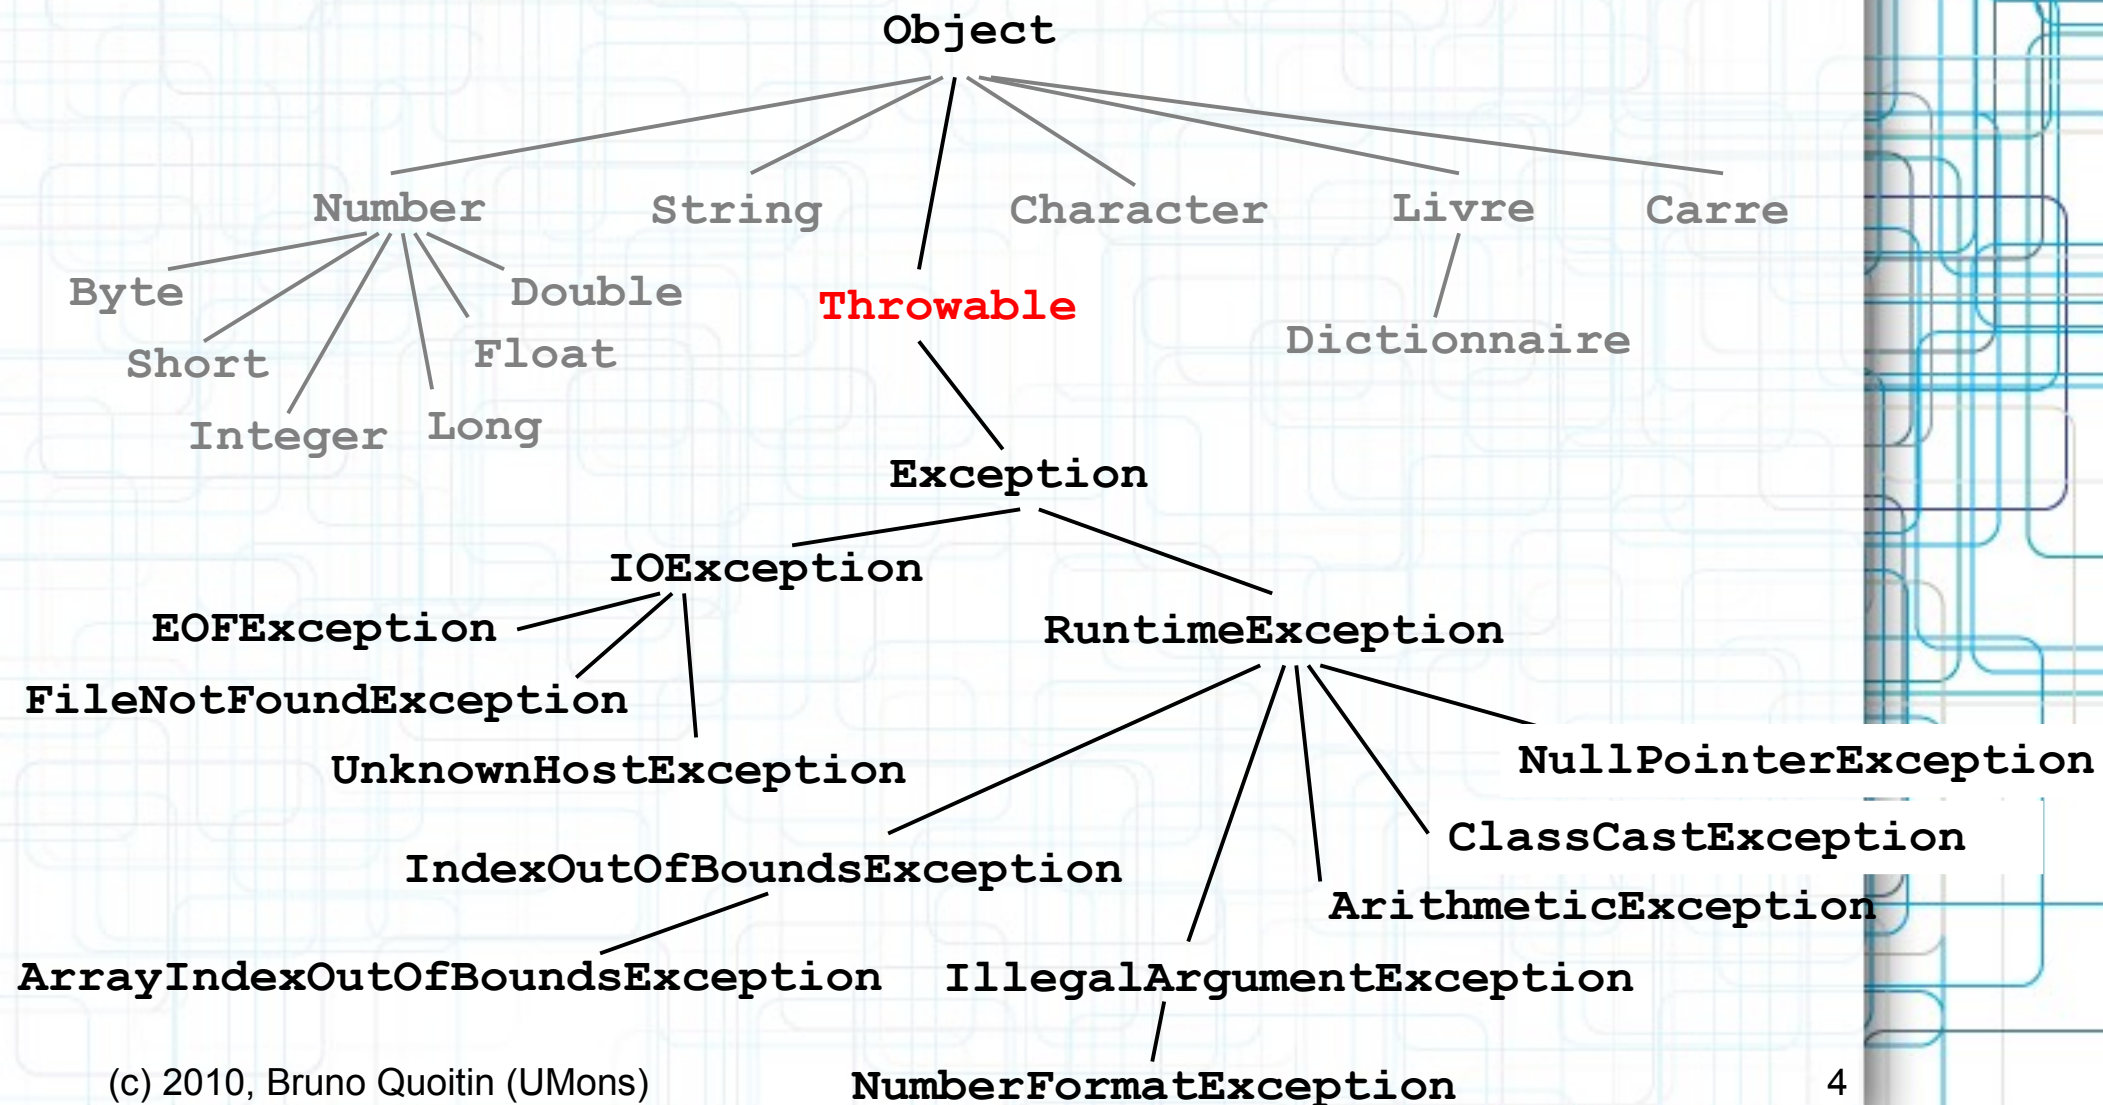 Object
Number
String
Character
Livre
Carre
Byte
Double
Throwable
Short
Float
Dictionnaire
Integer
Long
Exception
IOException
EOFException
RuntimeException
FileNotFoundException
UnknownHostException
NullPointerException
ClassCastException
IndexOutOfBoundsException
ArithmeticException
ArrayIndexOutOfBoundsException
IllegalArgumentException
(c) 2010, Bruno Quoitin (UMons)
NumberFormatException
4